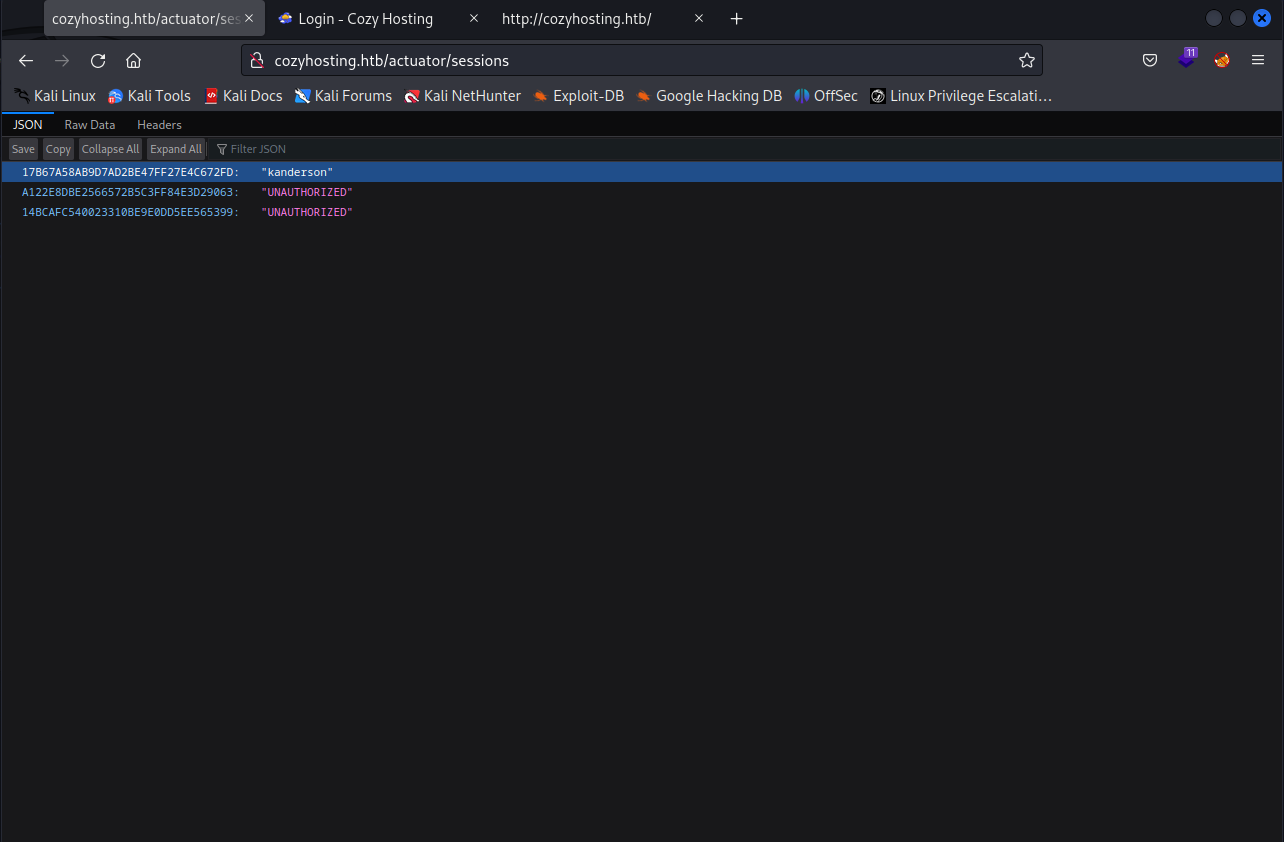 cozyhosting.htb/actuator/ses
Login - Cozy Hosting
http://cozyhosting.htb/
cozyhosting.htb/actuator/sessions
11
Kali Linux Kali Tools Kali Docs Kali Forums Kali NetHunter Exploit-DB Google Hacking DB OffSec Linux Privilege Escalati…
JSON Raw Data Headers
Save Copy Collapse All Expand All Filter JSON
17B67A58AB9D7AD2BE47FF27E4C672FD: "kanderson"
A122E8DBE2566572B5C3FF84E3D29063: "UNAUTHORIZED"
14BCAFC540023310BE9E0DD5EE565399: "UNAUTHORIZED"